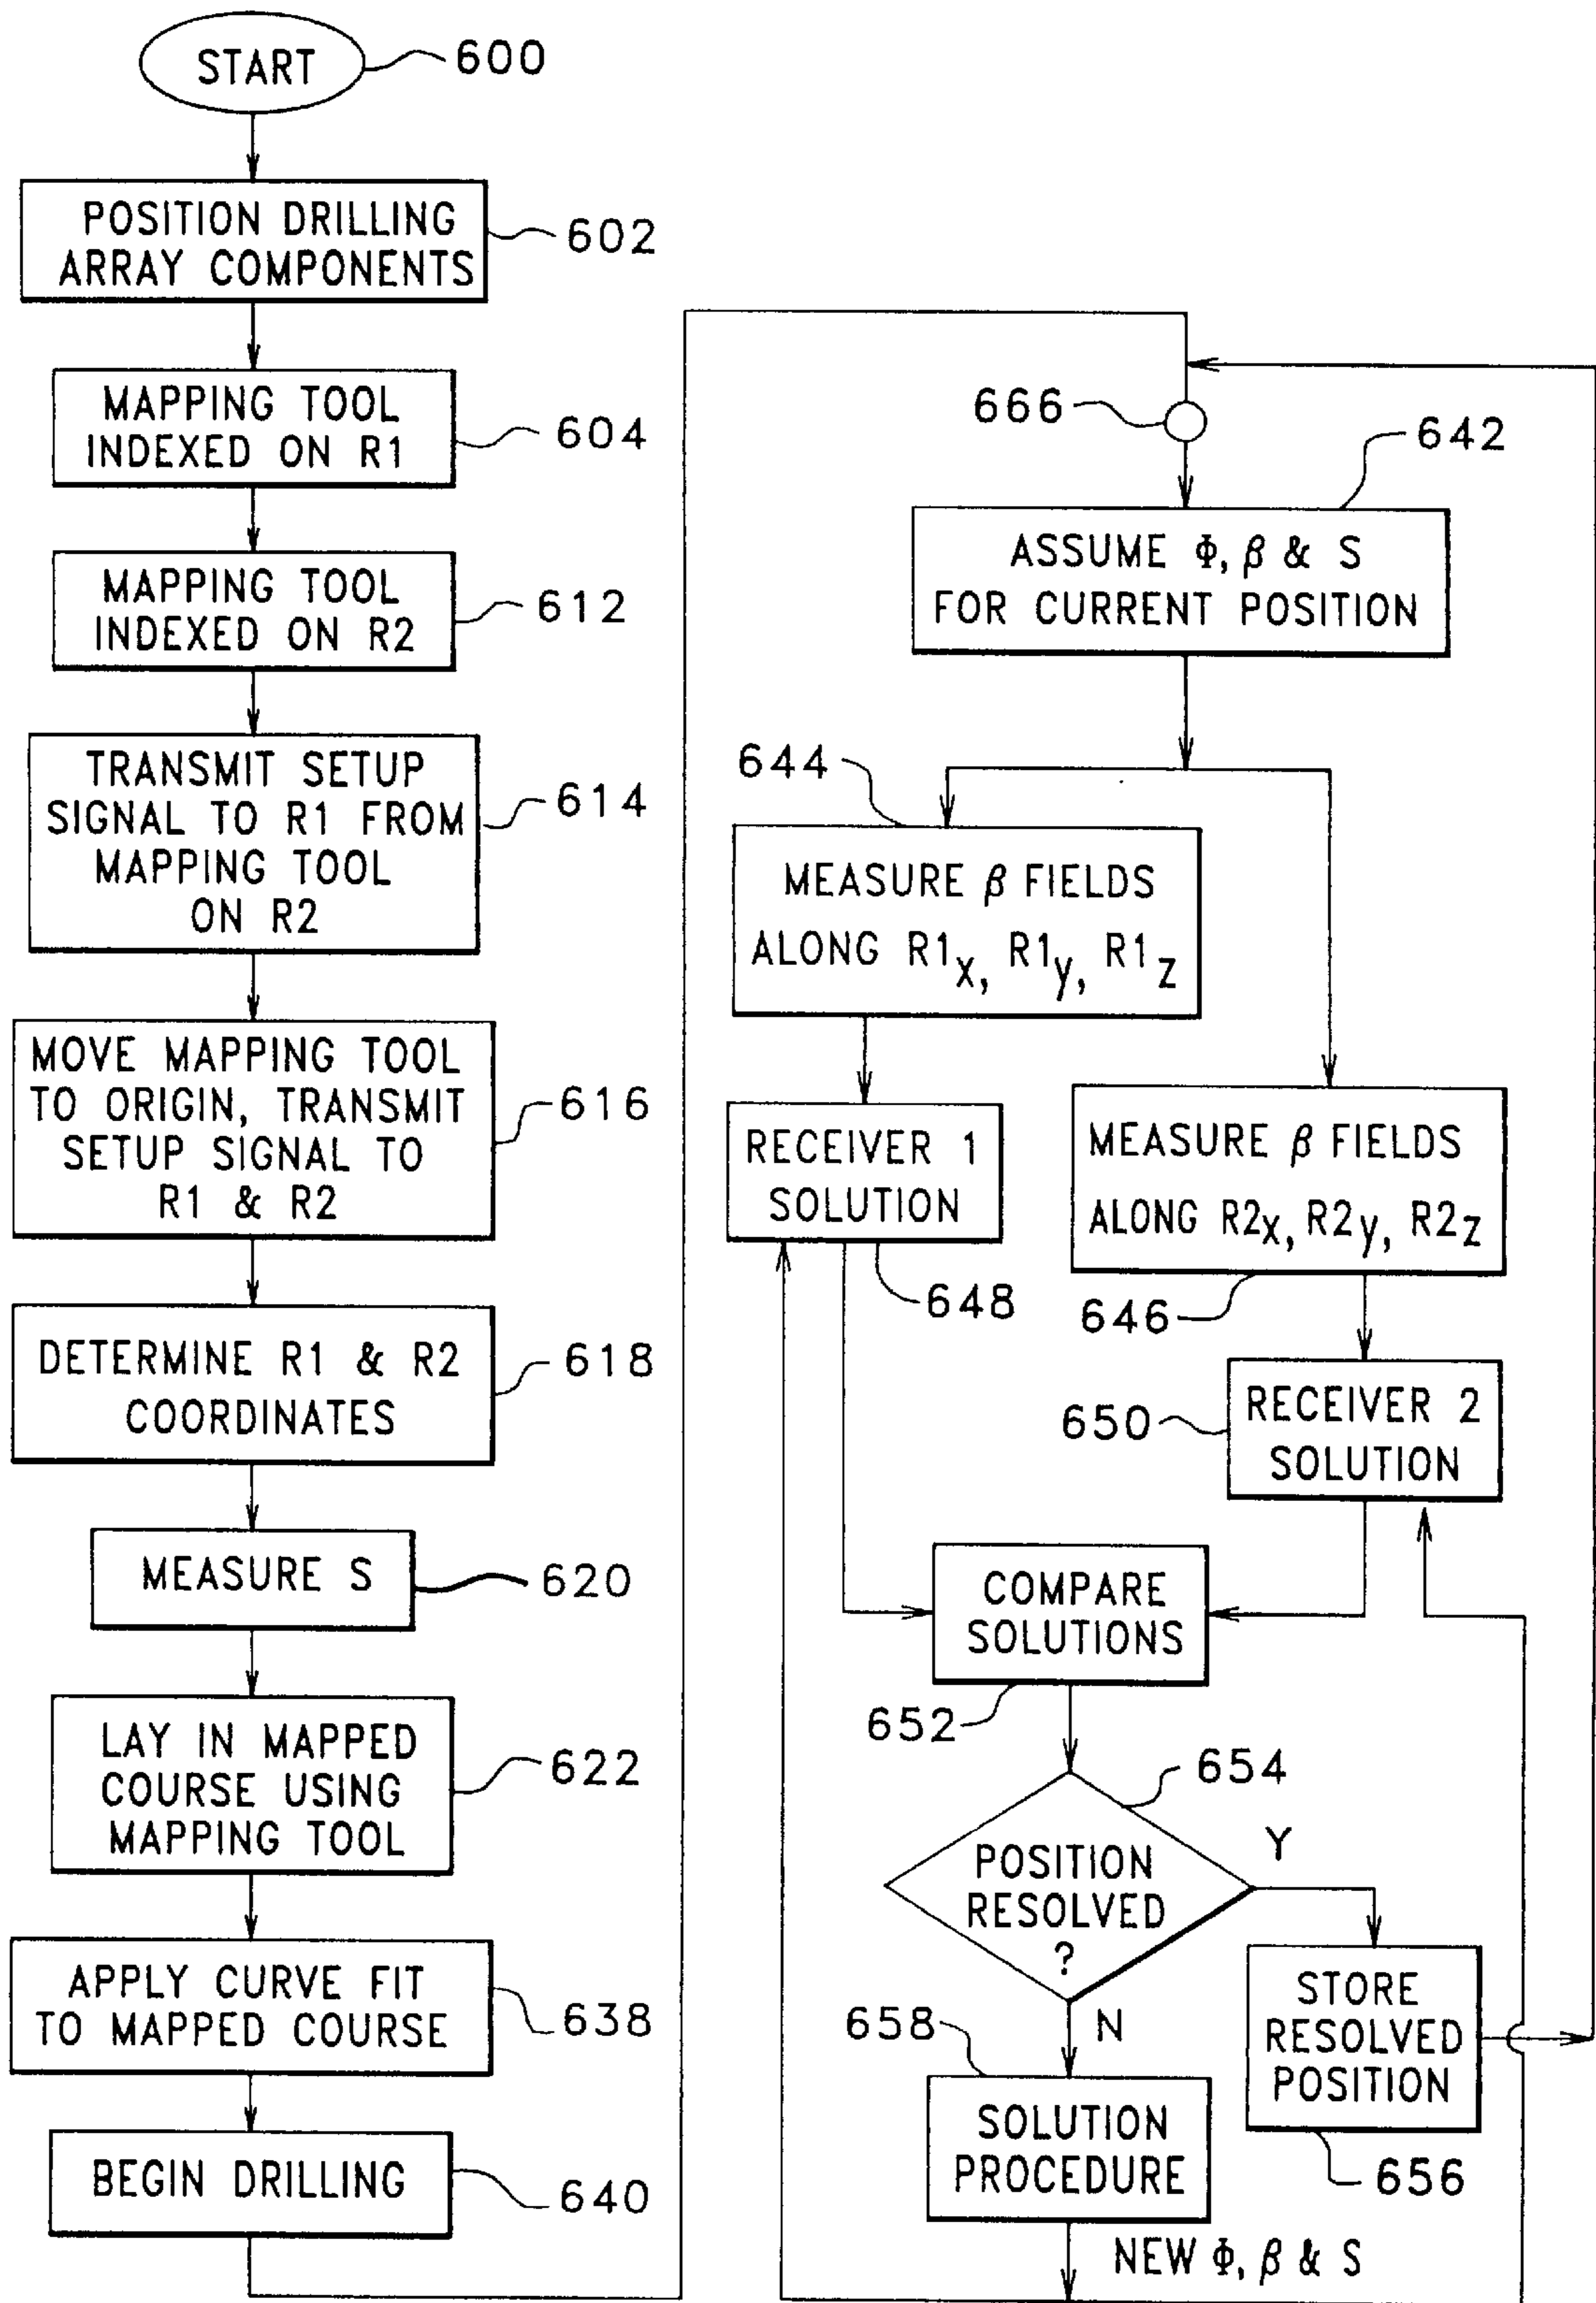 START
600
POSITION DRILLING
ARRAY COMPONENTS
602
MAPPING TOOL
INDEXED ON R1
604
MAPPING TOOL
INDEXED ON R2
612
TRANSMIT SETUP
SIGNAL TO R1 FROM
MAPPING TOOL
ON R2
614
MOVE MAPPING TOOL
TO ORIGIN, TRANSMIT
SETUP SIGNAL TO
R1 & R2
616
DETERMINE R1 & R2
COORDINATES
618
MEASURE S
620
LAY IN MAPPED
COURSE USING
MAPPING TOOL
622
APPLY CURVE FIT
TO MAPPED COURSE
638
BEGIN DRILLING
640
666
642
ASSUME Φ, β & S
FOR CURRENT POSITION
644
MEASURE β FIELDS
ALONG R1x, R1y, R1z
RECEIVER 1
SOLUTION
648
MEASURE β FIELDS
ALONG R2x, R2y, R2z
646
RECEIVER 2
SOLUTION
650
COMPARE
SOLUTIONS
652
654
POSITION
RESOLVED
?
Y
N
STORE
RESOLVED
POSITION
656
658
SOLUTION
PROCEDURE
NEW Φ, β & S